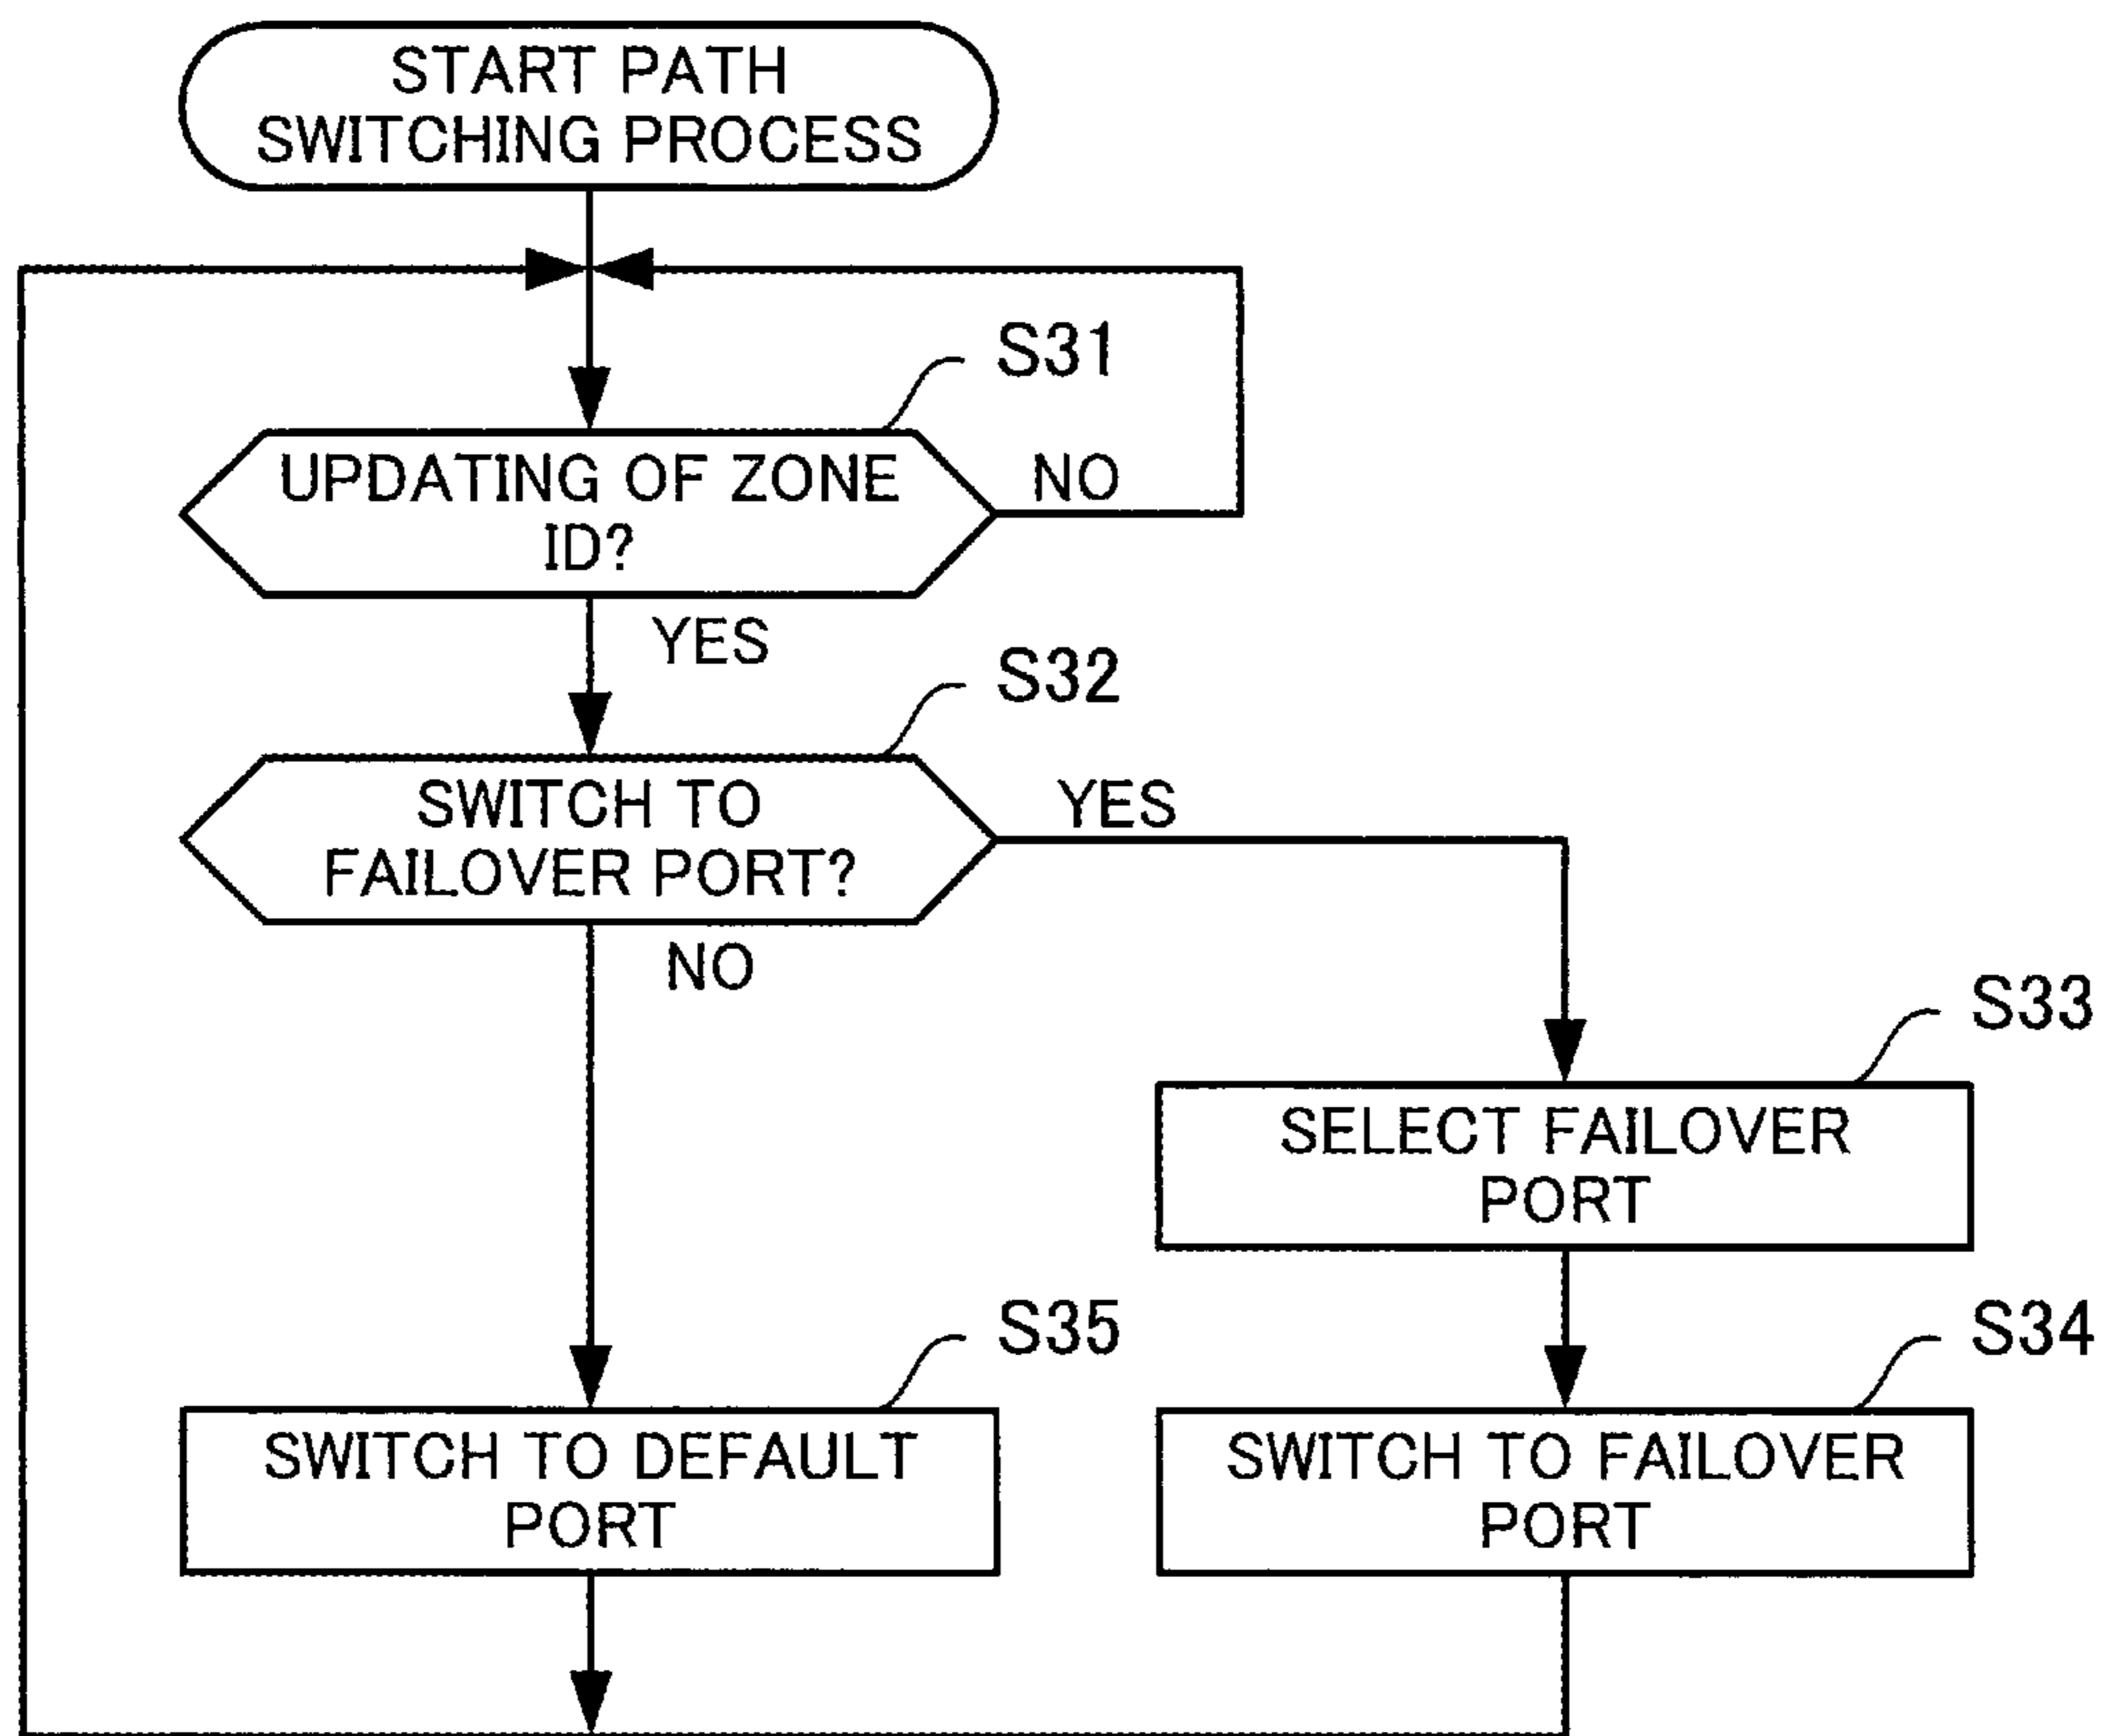 START PATH
SWITCHING PROCESS
S31
UPDATING OF ZONE
ID?
NO
YES
S32
SWITCH TO
FAILOVER PORT?
YES
NO
S33
SELECT FAILOVER
PORT
S35
SWITCH TO DEFAULT
PORT
S34
SWITCH TO FAILOVER
PORT